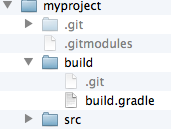 myproject
.git
.gitmodules
build
.git
build.gradle
src